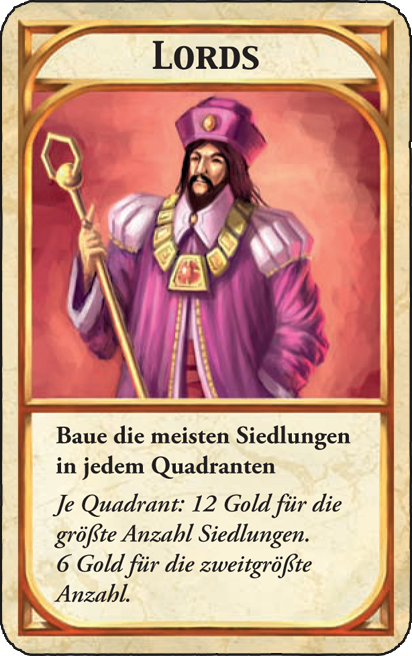 LORDS
Baue die meisten Siedlungen
in jedem Quadranten
Je Quadrant: 12 Gold für die
größte Anzahl Siedlungen.
6 Gold für die zweitgrößte
Anzahl.